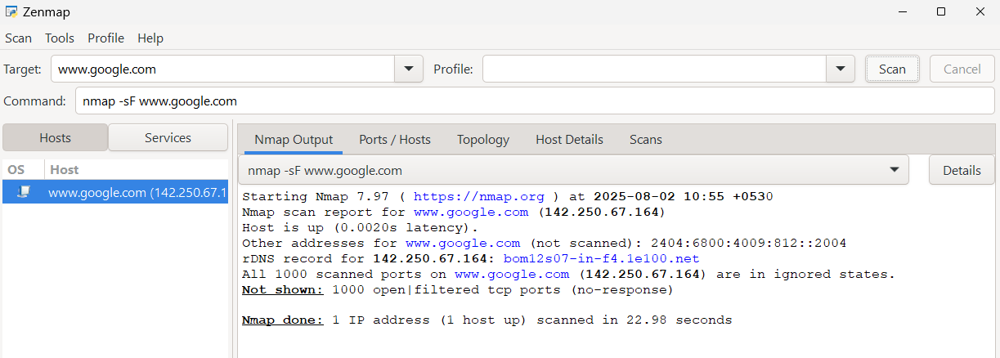 Zenmap
Scan Tools Profile Help
Target: www.google.com Profile: Scan Cancel
Command: nmap -sF www.google.com
Hosts Services
OS Host
www.google.com (142.250.67.1
Nmap Output Ports / Hosts Topology Host Details Scans
nmap -sF www.google.com Details
Starting Nmap 7.97 ( https://nmap.org ) at 2025-08-02 10:55 +0530
Nmap scan report for www.google.com (142.250.67.164)
Host is up (0.0020s latency).
Other addresses for www.google.com (not scanned): 2404:6800:4009:812::2004
rDNS record for 142.250.67.164: bom12s07-in-f4.1e100.net
All 1000 scanned ports on www.google.com (142.250.67.164) are in ignored states.
Not shown: 1000 open|filtered tcp ports (no-response)
Nmap done: 1 IP address (1 host up) scanned in 22.98 seconds